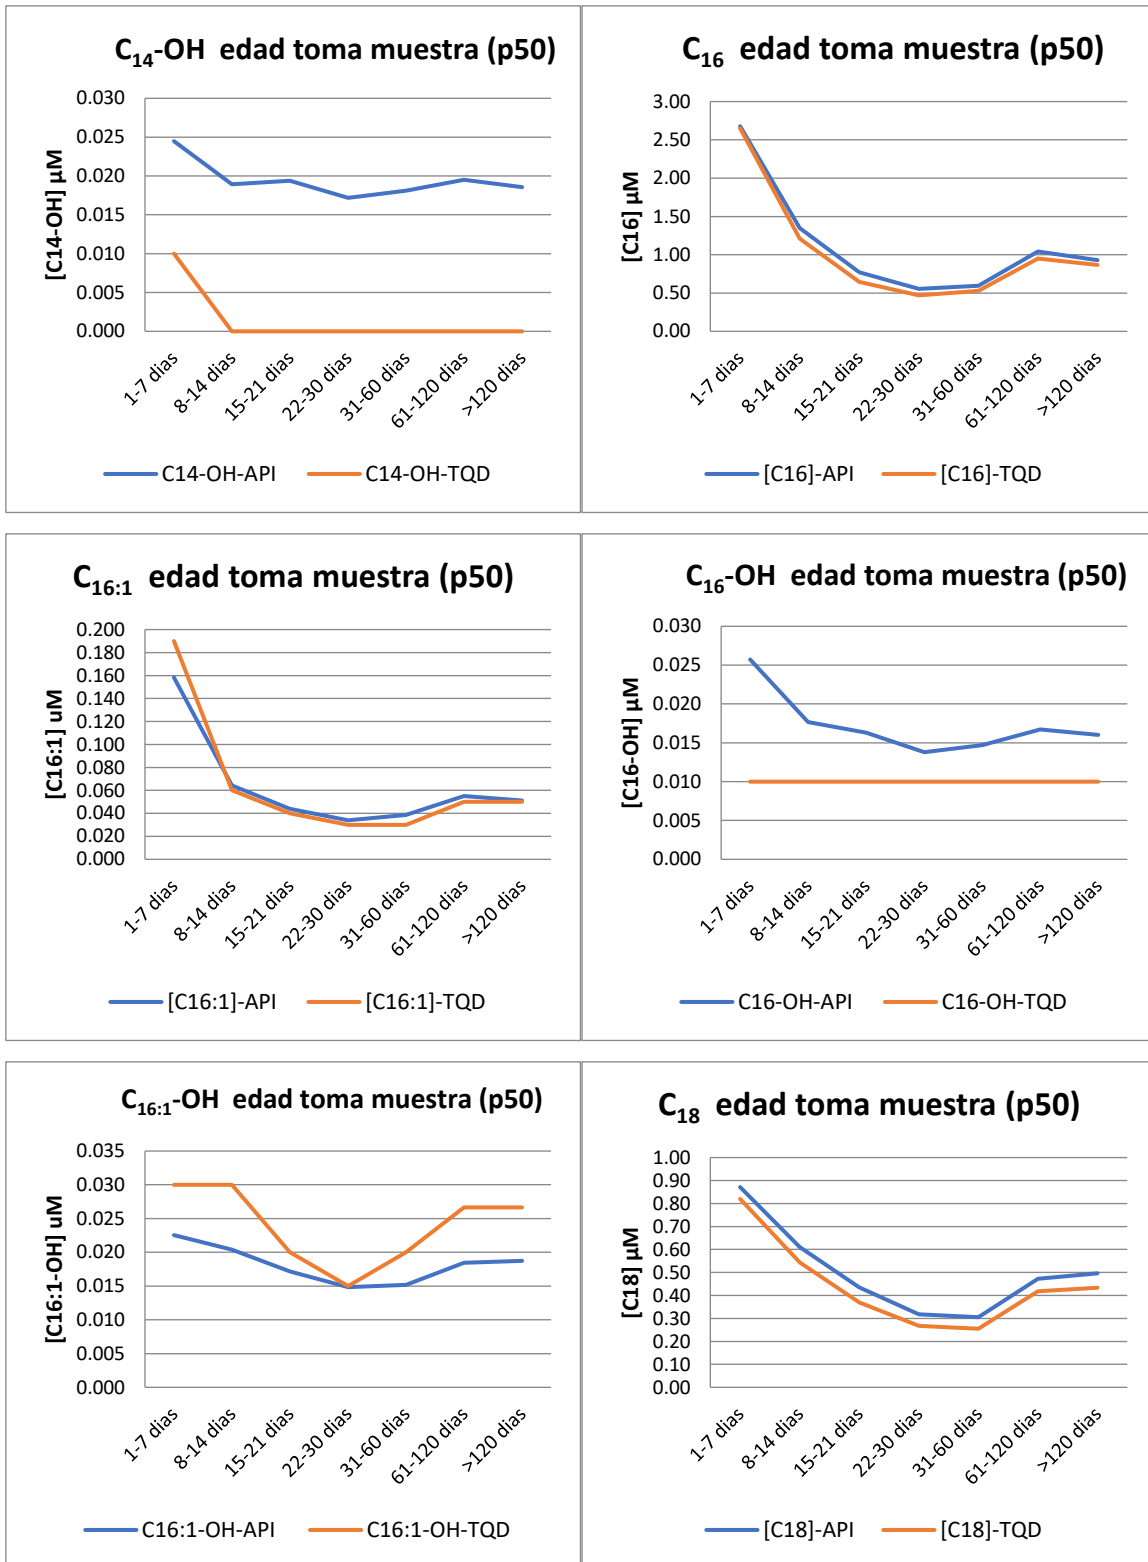 C14-OH edad toma muestra (p50)
[C14-OH] µM
0.030
0.025
0.020
0.015
0.010
0.005
0.000
1-7 dias
8-14 dias
15-21 dias
22-30 dias
31-60 dias
61-120 dias
>120 dias
C14-OH-API
C14-OH-TQD
C16 edad toma muestra (p50)
[C16] µM
3.00
2.50
2.00
1.50
1.00
0.50
0.00
1-7 dias
8-14 dias
15-21 dias
22-30 dias
31-60 dias
61-120 dias
>120 dias
[C16]-API
[C16]-TQD
C16:1 edad toma muestra (p50)
[C16:1] uM
0.200
0.180
0.160
0.140
0.120
0.100
0.080
0.060
0.040
0.020
0.000
1-7 dias
8-14 dias
15-21 dias
22-30 dias
31-60 dias
61-120 dias
>120 dias
[C16:1]-API
[C16:1]-TQD
C16-OH edad toma muestra (p50)
[C16-OH] µM
0.030
0.025
0.020
0.015
0.010
0.005
0.000
1-7 dias
8-14 dias
15-21 dias
22-30 dias
31-60 dias
61-120 dias
>120 dias
C16-OH-API
C16-OH-TQD
C16:1-OH edad toma muestra (p50)
[C16:1-OH] uM
0.035
0.030
0.025
0.020
0.015
0.010
0.005
0.000
1-7 dias
8-14 dias
15-21 dias
22-30 dias
31-60 dias
61-120 dias
>120 dias
C16:1-OH-API
C16:1-OH-TQD
C18 edad toma muestra (p50)
[C18] µM
1.00
0.90
0.80
0.70
0.60
0.50
0.40
0.30
0.20
0.10
0.00
1-7 dias
8-14 dias
15-21 dias
22-30 dias
31-60 dias
61-120 dias
>120 dias
[C18]-API
[C18]-TQD